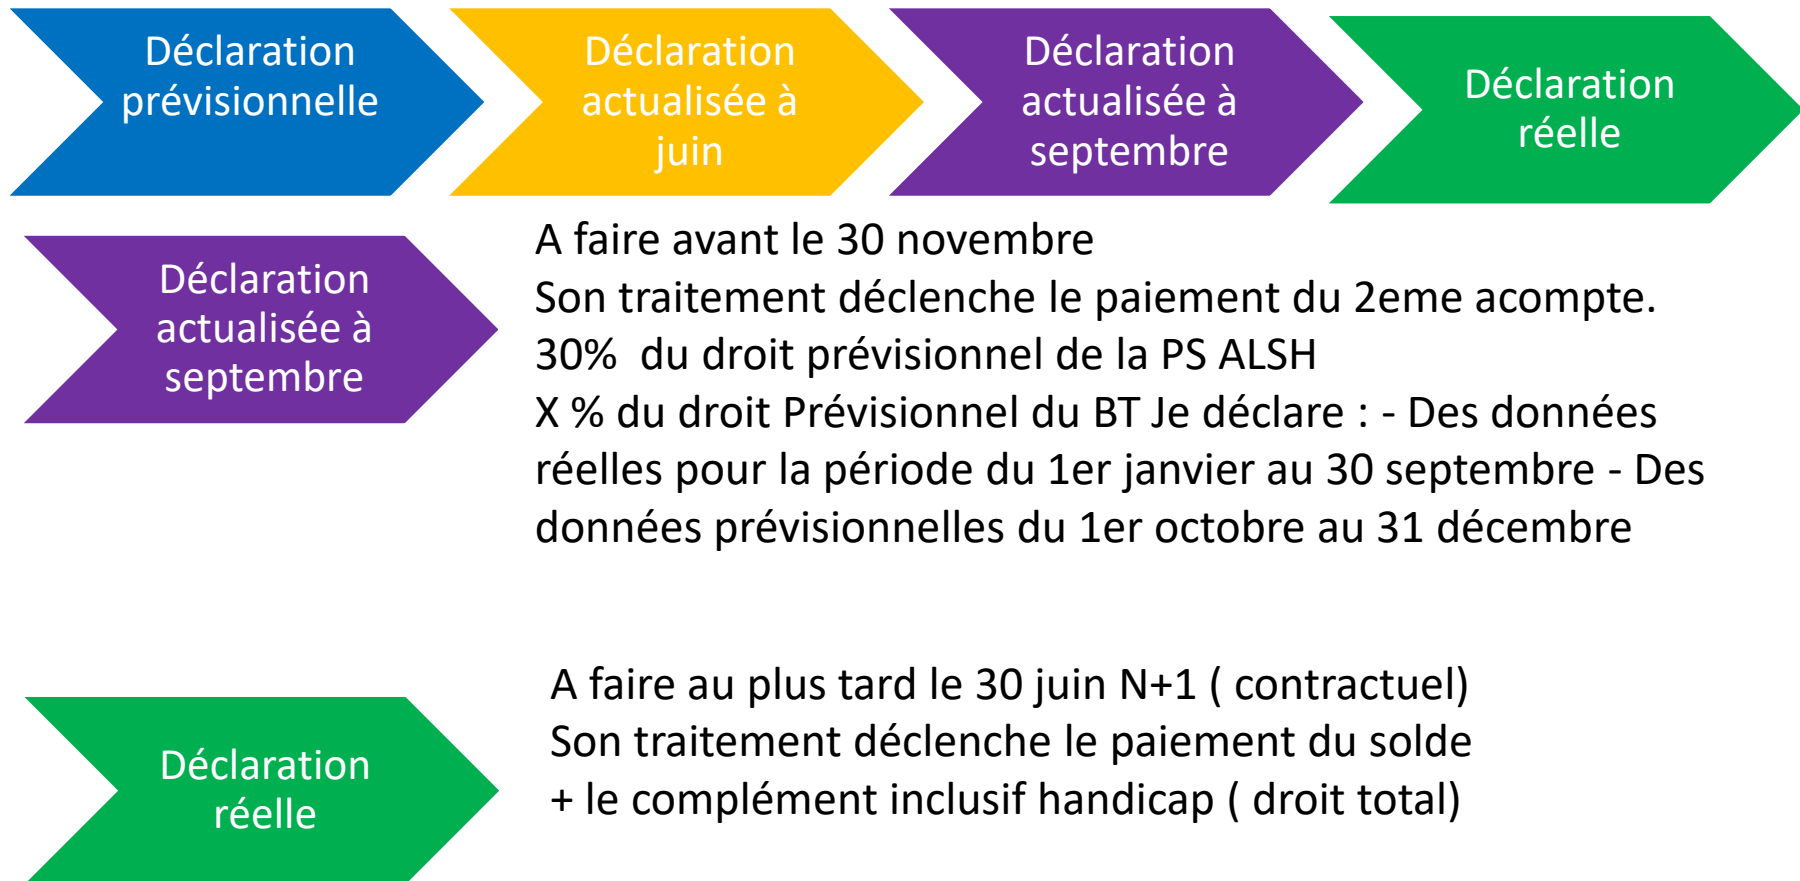 Déclaration
prévisionnelle
Déclaration
actualisée à
juin
Déclaration
actualisée à
septembre
Déclaration
réelle
Déclaration
actualisée à
septembre
A faire avant le 30 novembre
Son traitement déclenche le paiement du 2eme acompte.
30%  du droit prévisionnel de la PS ALSH
X % du droit Prévisionnel du BT Je déclare : - Des données
réelles pour la période du 1er janvier au 30 septembre - Des
données prévisionnelles du 1er octobre au 31 décembre
Déclaration
réelle
A faire au plus tard le 30 juin N+1 ( contractuel)
Son traitement déclenche le paiement du solde
+ le complément inclusif handicap ( droit total)